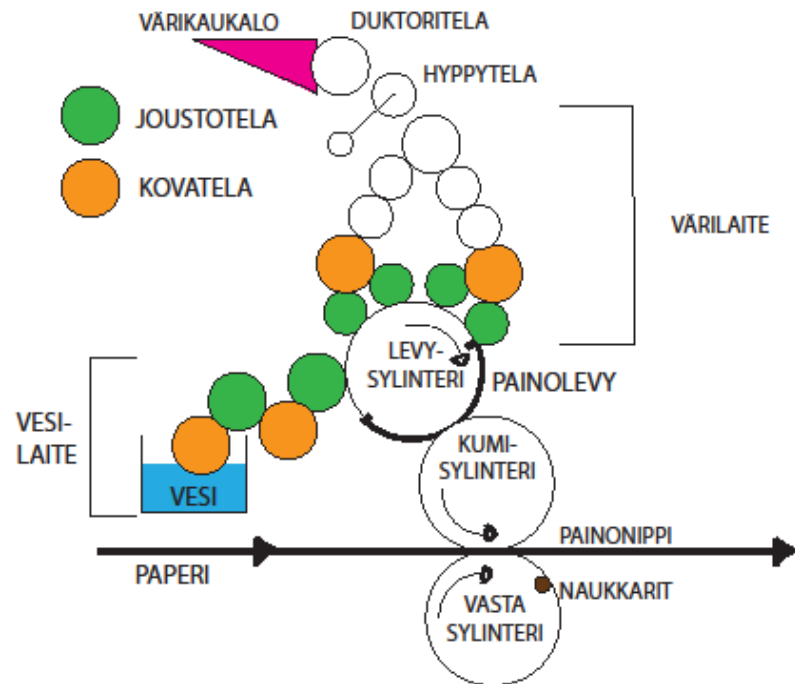 VÄRIKAUKALO
DUKTORITELA
HYPPYTELA
JOUSTOTELA
KOVATELA
VÄRILAITE
LEVY-
SYLINTERI
PAINOLEVY
VESI-
LAITE
KUMI-
SYLINTERI
VESI
PAINONIPPI
PAPERI
NAUKKARIT
VASTA
SYLINTERI